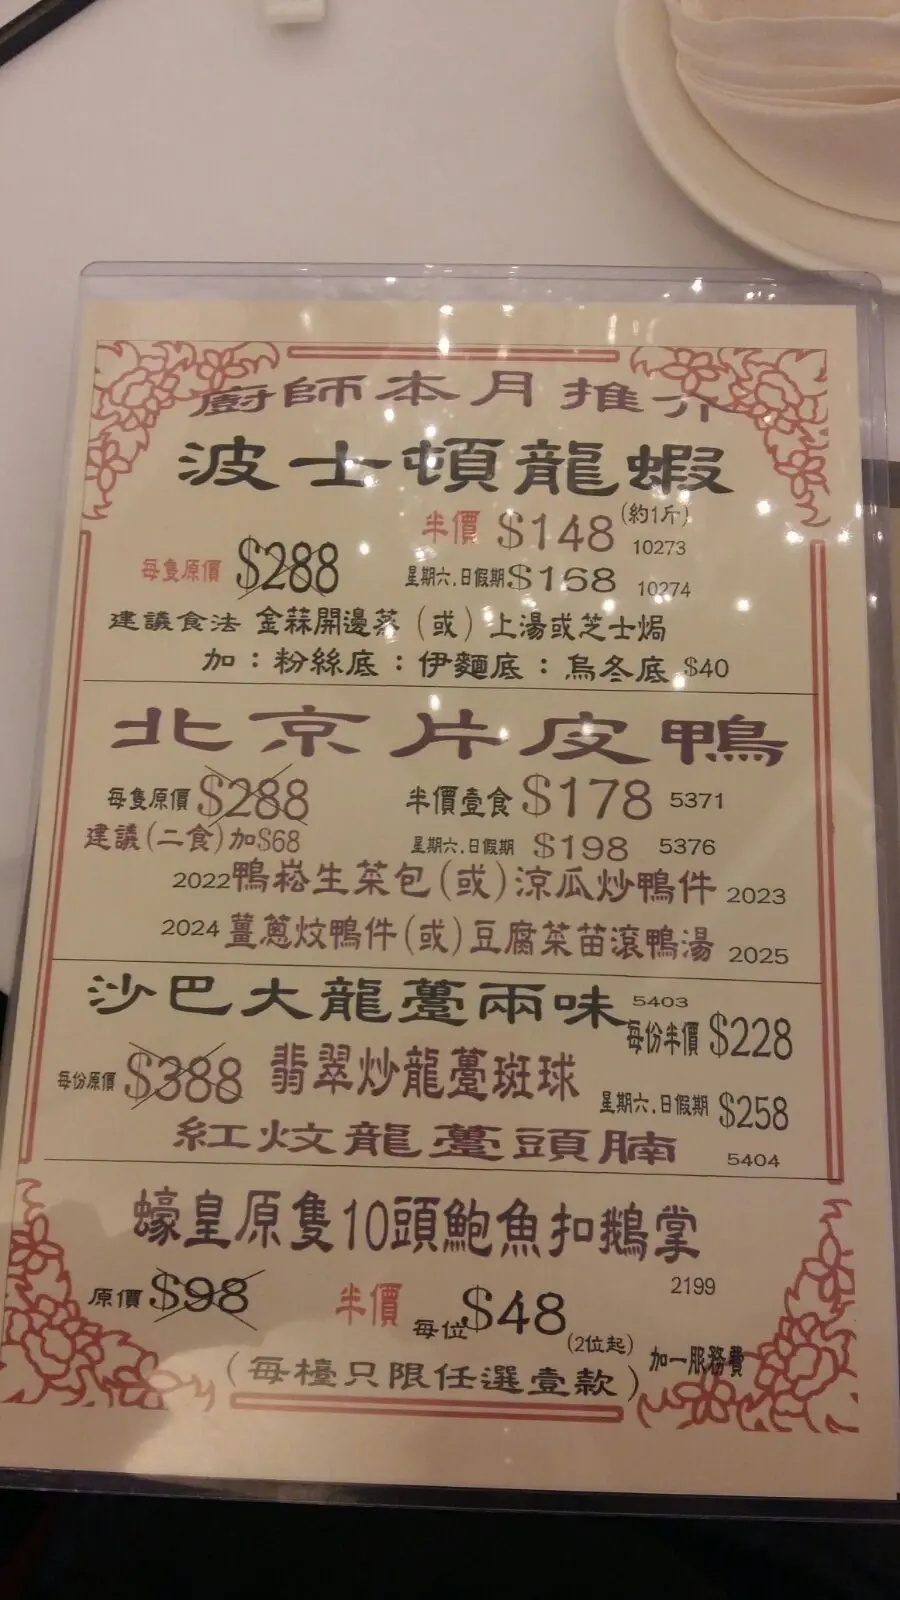 廚師本月推介
波士頓龍蝦
半價 $148 (約1斤) 10273
每隻原價 $288 星期六.日假期 $168 10274
建議食法 金蒜開邊蒸 (或) 上湯或芝士焗
加：粉絲底：伊麵底：烏冬底 $40
北京片皮鴨
每隻原價 $288 半價壹食 $178 5371
建議(二食)加$68 星期六.日假期 $198 5376
2022 鴨崧生菜包(或)涼瓜炒鴨件 2023
2024 薑蔥炆鴨件(或)豆腐菜苗滾鴨湯 2025
沙巴大龍躉兩味 5403
每份半價 $228
每份原價 $388 翡翠炒龍躉斑球
星期六.日假期 $258
紅炆龍躉頭腩 5404
蠔皇原隻10頭鮑魚扣鵝掌
2199
原價 $98 半價 每位 $48 (2位起)
加一服務費
(每檯只限任選壹款)